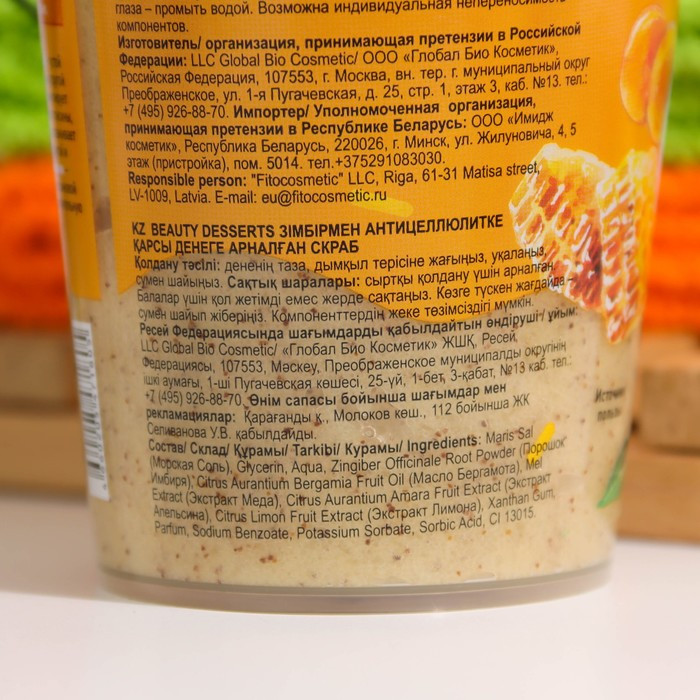 глаза – промыть водой. Возможна индивидуальная непереносимость
компонентов.
Изготовитель/ организация, принимающая претензии в Российской
Федерации: LLC Global Bio Cosmetic/ ООО «Глобал Био Косметик»,
Российская Федерация, 107553, г. Москва, вн. тер. г. муниципальный округ
Преображенское, ул. 1-я Пугачевская, д. 25, стр. 1, этаж 3, каб. №13. тел.:
+7 (495) 926-88-70. Импортер/ Уполномоченная организация,
принимающая претензии в Республике Беларусь: ООО «Имидж
косметик», Республика Беларусь, 220026, г. Минск, ул. Жилуновича, 4, 5
этаж (пристройка), пом. 5014. тел.+375291083030.
Responsible person: "Fitocosmetic" LLC, Riga, 61-31 Matisa street,
LV-1009, Latvia. E-mail: eu@fitocosmetic.ru
KZ BEAUTY DESSERTS ЗІМБІРМЕН АНТИЦЕЛЛЮЛИТКЕ
ҚАРСЫ ДЕНЕГЕ АРНАЛҒАН СКРАБ
Қолдану тәсілі: дененің таза, дымқыл терісіне жағыңыз, уқалаңыз,
сумен шайыңыз. Сақтық шаралары: сыртқы қолдану үшін арналған.
Балалар үшін қол жетімді емес жерде сақтаңыз. Көзге түскен жағдайда –
сумен шайып жіберіңіз. Компоненттердің жеке төзімсіздігі мүмкін.
Ресей Федерациясында шағымдарды қабылдайтын өндіруші-/ ұйым:
LLC Global Bio Cosmetic/ «Глобал Био Косметик» ЖШҚ, Ресей
Федерациясы, 107553, Мәскеу, Преображенское муниципалды округінің
ішкі аумағы, 1-ші Пугачевская көшесі, 25-үй, 1-бет, 3-қабат, №13 каб. тел.:
+7 (495) 926-88-70. Өнім сапасы бойынша шағымдар мен
рекламациялар: Қарағанды қ., Молоков көш., 112 бойынша ЖК
Селиванова У.В. қабылдайды.
Состав/ Склад/ Құрамы/ Tarkibi/ Курамы/ Ingredients: Maris Sal
(Морская Соль), Glycerin, Aqua, Zingiber Officinale Root Powder (Порошок
Имбиря), Citrus Aurantium Bergamia Fruit Oil (Масло Бергамота), Mel
Extract (Экстракт Меда), Citrus Aurantium Amara Fruit Extract (Экстракт
Апельсина), Citrus Limon Fruit Extract (Экстракт Лимона), Xanthan Gum,
Parfum, Sodium Benzoate, Potassium Sorbate, Sorbic Acid, CI 13015.